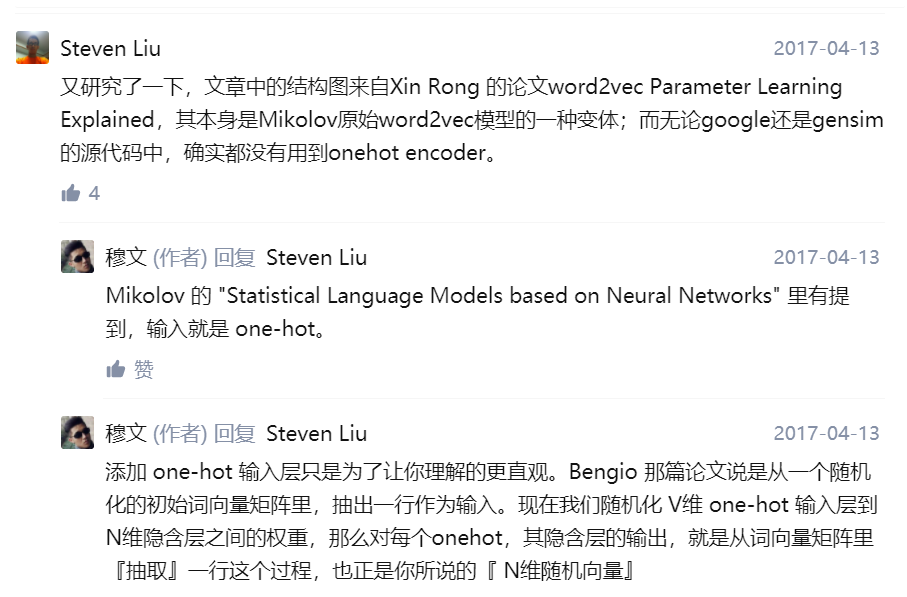 Steven Liu 2017-04-13
又研究了一下，文章中的结构图来自Xin Rong 的论文word2vec Parameter Learning
Explained，其本身是Mikolov原始word2vec模型的一种变体；而无论google还是gensim
的源代码中，确实都没有用到onehot encoder。
4
穆文 (作者) 回复 Steven Liu 2017-04-13
Mikolov 的 "Statistical Language Models based on Neural Networks" 里有提
到，输入就是 one-hot。
赞
穆文 (作者) 回复 Steven Liu 2017-04-13
添加 one-hot 输入层只是为了让你理解的更直观。Bengio 那篇论文说是从一个随机
化的初始词向量矩阵里，抽出一行作为输入。现在我们随机化 V维 one-hot 输入层到
N维隐含层之间的权重，那么对每个onehot，其隐含层的输出，就是从词向量矩阵里
『抽取』一行这个过程，也正是你所说的『 N维随机向量』